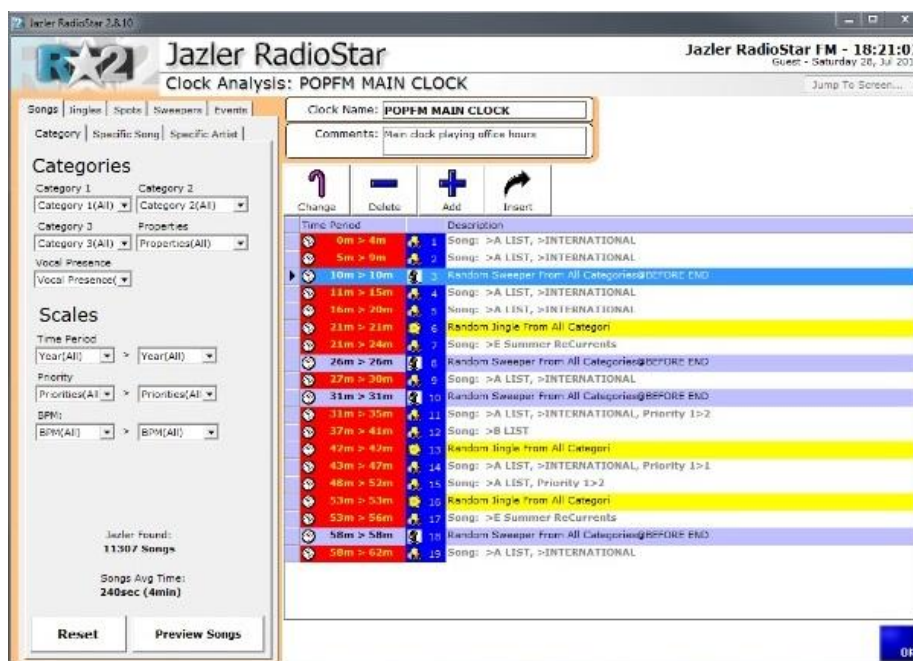 Jazler RadioStar 2.8.10
R 2
Jazler RadioStar
Jazler RadioStar FM - 18:21:0
Guest - Saturday 28, Jul 201
Clock Analysis: POPFM MAIN CLOCK
Jump To Screen...
Songs Jingles Spots Sweepers Events
Category Specific Song Specific Artist
Categories
Category 1 Category 2
Category 1(All) Category 2(All)
Category 3 Properties
Category 3(All) Properties(All)
Vocal Presence
Vocal Presence(
Scales
Time Period
Year(All) > Year(All)
Priority
Priorities(All > Priorities(All
BPM:
BPM(All) > BPM(All)
Jazler Found:
11307 Songs
Songs Avg Time:
240sec (4min)
Reset Preview Songs
Clock Name: POPFM MAIN CLOCK
Comments: Main clock playing office hours
Change Delete Add Insert
Time Period Description
0m > 4m 1 Song: >A LIST, >INTERNATIONAL
5m > 9m 2 Song: >A LIST, >INTERNATIONAL
10m > 10m 3 Random Sweeper From All Categories@BEFORE END
11m > 15m 4 Song: >A LIST, >INTERNATIONAL
16m > 20m 5 Song: >A LIST, >INTERNATIONAL
21m > 21m 6 Random Jingle From All Categori
21m > 24m 7 Song: >E Summer ReCurrents
26m > 26m 8 Random Sweeper From All Categories@BEFORE END
27m > 30m 9 Song: >A LIST, >INTERNATIONAL
31m > 31m 10 Random Sweeper From All Categories@BEFORE END
31m > 35m 11 Song: >A LIST, >INTERNATIONAL, Priority 1>2
37m > 41m 12 Song: >B LIST
42m > 42m 13 Random Jingle From All Categori
43m > 47m 14 Song: >A LIST, >INTERNATIONAL, Priority 1>1
48m > 52m 15 Song: >A LIST, Priority 1>2
53m > 53m 16 Random Jingle From All Categori
53m > 56m 17 Song: >E Summer ReCurrents
58m > 58m 18 Random Sweeper From All Categories@BEFORE END
58m > 62m 19 Song: >A LIST, >INTERNATIONAL